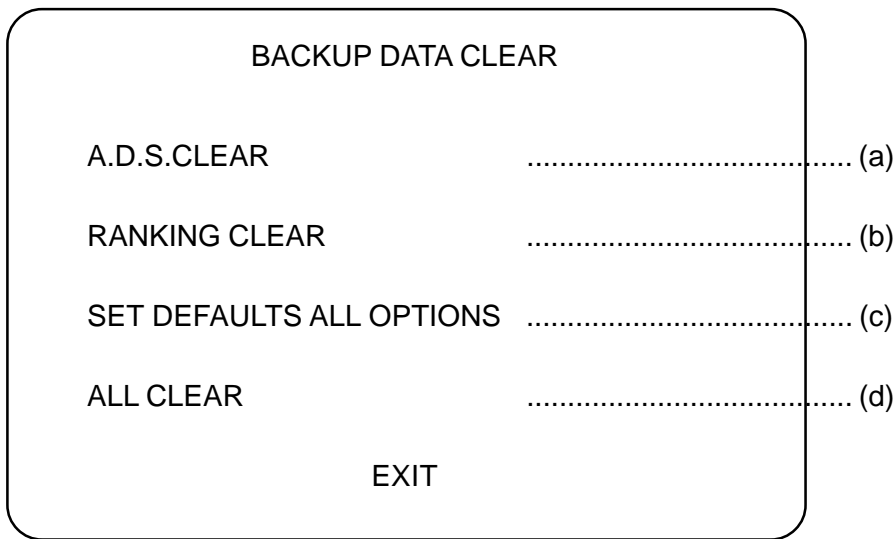 BACKUP DATA CLEAR
A.D.S.CLEAR ........................................ (a)
RANKING CLEAR ........................................ (b)
SET DEFAULTS ALL OPTIONS ........................................ (c)
ALL CLEAR ........................................ (d)
EXIT